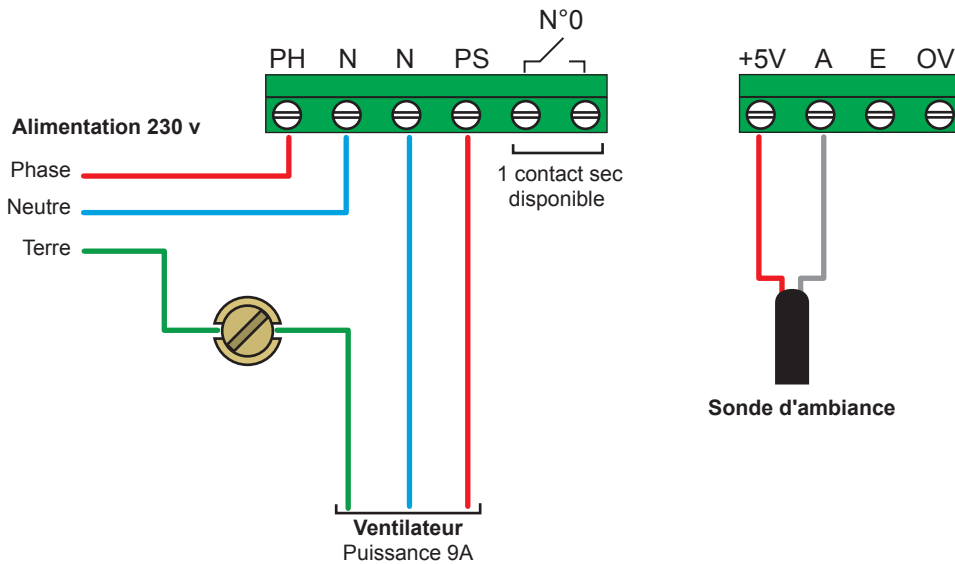 N°0
PH N N PS
+5V A E OV
Alimentation 230 v
Phase
Neutre
Terre
1 contact sec
disponible
Sonde d'ambiance
Ventilateur
Puissance 9A